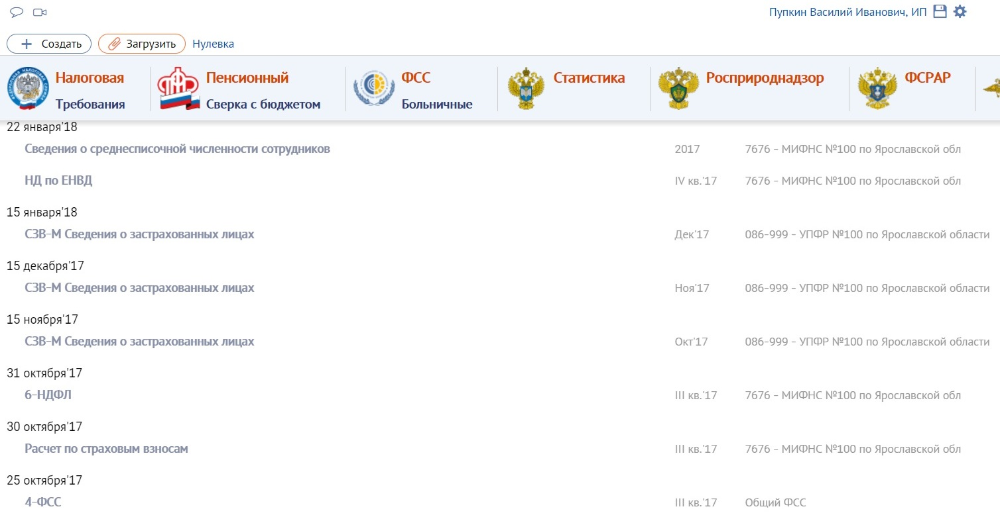 Пупкин Василий Иванович, ИП
Создать Загрузить Нулевка
Налоговая Пенсионный ФСС Статистика Росприроднадзор ФСРАР
Требования Сверка с бюджетом Больничные
22 января'18
Сведения о среднесписочной численности сотрудников 2017 7676 - МИФНС №100 по Ярославской обл
НД по ЕНВД IV кв.'17 7676 - МИФНС №100 по Ярославской обл
15 января'18
СЗВ-М Сведения о застрахованных лицах Дек'17 086-999 - УПФР №100 по Ярославской области
15 декабря'17
СЗВ-М Сведения о застрахованных лицах Ноя'17 086-999 - УПФР №100 по Ярославской области
15 ноября'17
СЗВ-М Сведения о застрахованных лицах Окт'17 086-999 - УПФР №100 по Ярославской области
31 октября'17
6-НДФЛ III кв.'17 7676 - МИФНС №100 по Ярославской обл
30 октября'17
Расчет по страховым взносам III кв.'17 7676 - МИФНС №100 по Ярославской обл
25 октября'17
4-ФСС III кв.'17 Общий ФСС